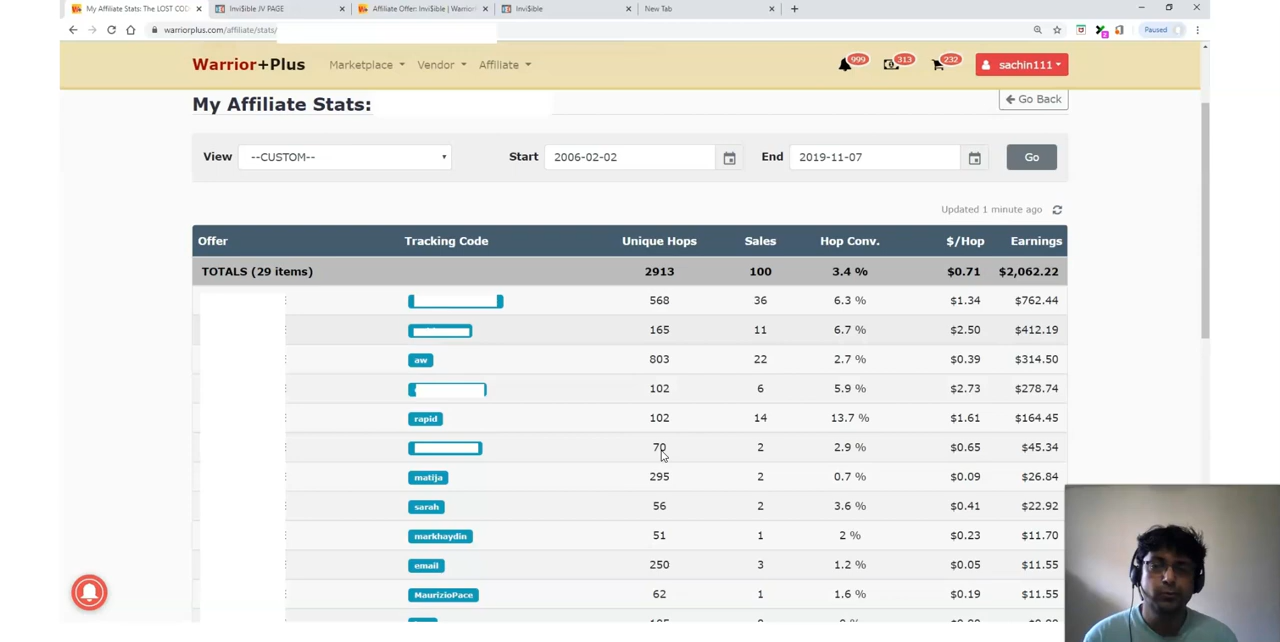 My Affiliate Stats: The LOST COD
Invi$ible JV PAGE
Affiliate Offer: Invi$ible | Warrior
Invi$ible
New Tab
warriorplus.com/affiliate/stats/
Paused
Warrior+Plus Marketplace Vendor Affiliate 999 313 232 sachin111
My Affiliate Stats: Go Back
View --CUSTOM-- Start 2006-02-02 End 2019-11-07 Go
Updated 1 minute ago
Offer Tracking Code Unique Hops Sales Hop Conv. $/Hop Earnings
TOTALS (29 items) 2913 100 3.4 % $0.71 $2,062.22
568 36 6.3 % $1.34 $762.44
165 11 6.7 % $2.50 $412.19
aw 803 22 2.7 % $0.39 $314.50
102 6 5.9 % $2.73 $278.74
rapid 102 14 13.7 % $1.61 $164.45
70 2 2.9 % $0.65 $45.34
matija 295 2 0.7 % $0.09 $26.84
sarah 56 2 3.6 % $0.41 $22.92
markhaydin 51 1 2 % $0.23 $11.70
email 250 3 1.2 % $0.05 $11.55
MaurizioPace 62 1 1.6 % $0.19 $11.55